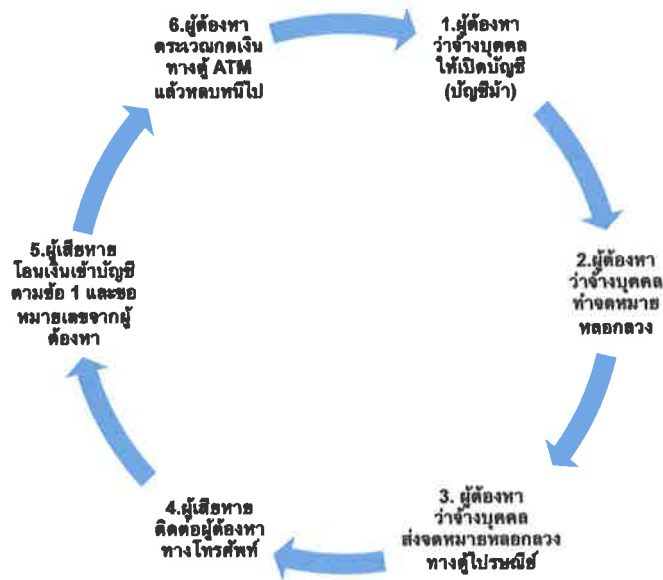 1.ผู้ต้องหา
ว่าจ้างบุคคล
ให้เปิดบัญชี
(บัญชีม้า)
2.ผู้ต้องหา
ว่าจ้างบุคคล
ทำจดหมาย
หลอกลวง
3. ผู้ต้องหา
ว่าจ้างบุคคล
ส่งจดหมายหลอกลวง
ทางตู้ไปรษณีย์
4.ผู้เสียหาย
ติดต่อผู้ต้องหา
ทางโทรศัพท์
5.ผู้เสียหาย
โอนเงินเข้าบัญชี
ตามข้อ 1 และขอ
หมายเลขจากผู้
ต้องหา
6.ผู้ต้องหา
ตระเวณกดเงิน
ทางตู้ ATM
แล้วหลบหนีไป